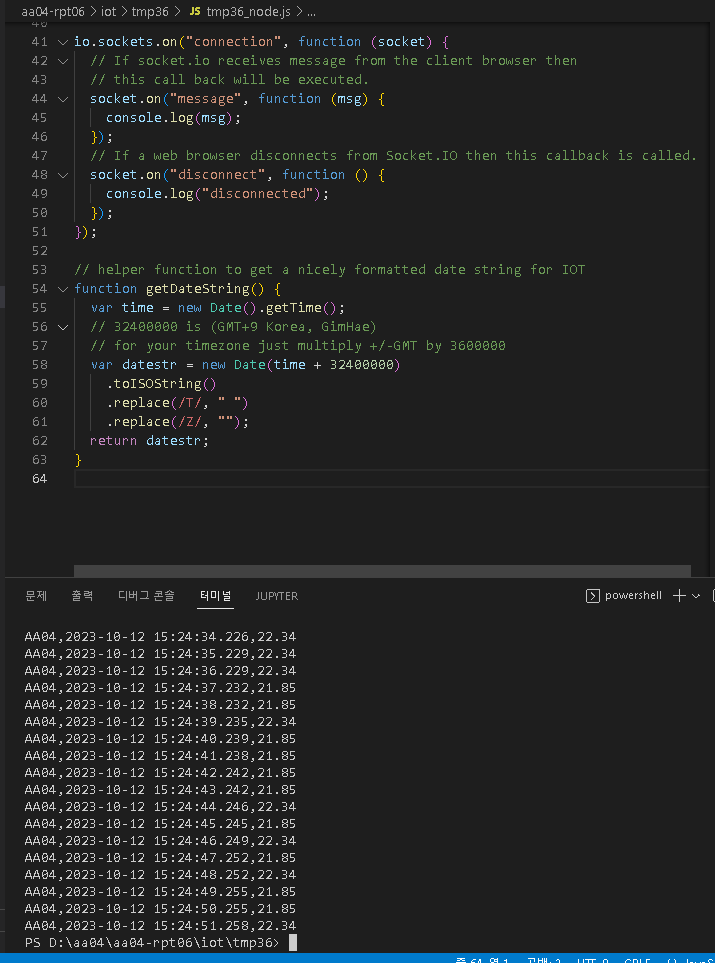 aa04-rpt06 > iot > tmp36 > JS tmp36_node.js > ...
40
41 io.sockets.on("connection", function (socket) {
42 // If socket.io receives message from the client browser then
43 // this call back will be executed.
44 socket.on("message", function (msg) {
45 console.log(msg);
46 });
47 // If a web browser disconnects from Socket.IO then this callback is called.
48 socket.on("disconnect", function () {
49 console.log("disconnected");
50 });
51 });
52
53 // helper function to get a nicely formatted date string for IOT
54 function getDateString() {
55 var time = new Date().getTime();
56 // 32400000 is (GMT+9 Korea, GimHae)
57 // for your timezone just multiply +/-GMT by 3600000
58 var datestr = new Date(time + 32400000)
59 .toISOString()
60 .replace(/T/, " ")
61 .replace(/Z/, "");
62 return datestr;
63 }
64
문제 출력 디버그 콘솔 터미널 JUPYTER powershell
AA04,2023-10-12 15:24:34.226,22.34
AA04,2023-10-12 15:24:35.229,22.34
AA04,2023-10-12 15:24:36.229,22.34
AA04,2023-10-12 15:24:37.232,21.85
AA04,2023-10-12 15:24:38.232,21.85
AA04,2023-10-12 15:24:39.235,22.34
AA04,2023-10-12 15:24:40.239,21.85
AA04,2023-10-12 15:24:41.238,21.85
AA04,2023-10-12 15:24:42.242,21.85
AA04,2023-10-12 15:24:43.242,21.85
AA04,2023-10-12 15:24:44.246,22.34
AA04,2023-10-12 15:24:45.245,21.85
AA04,2023-10-12 15:24:46.249,22.34
AA04,2023-10-12 15:24:47.252,21.85
AA04,2023-10-12 15:24:48.252,22.34
AA04,2023-10-12 15:24:49.255,21.85
AA04,2023-10-12 15:24:50.255,21.85
AA04,2023-10-12 15:24:51.258,22.34
PS D:\aa04\aa04-rpt06\iot\tmp36>